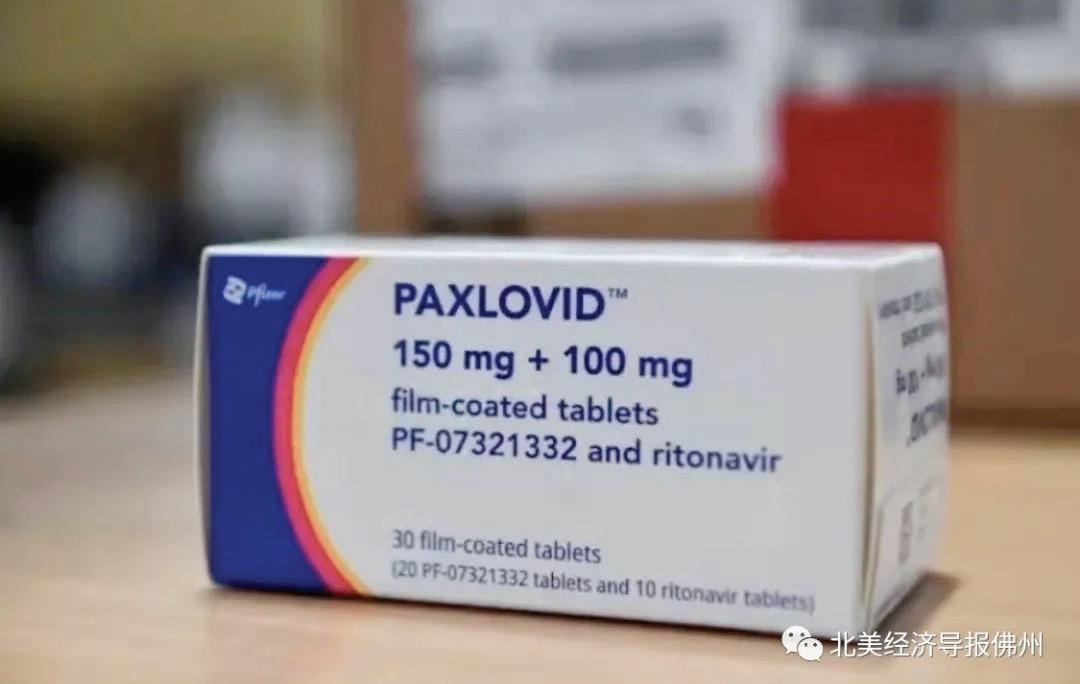 Pfizer
PAXLOVID™
150 mg + 100 mg
film-coated tablets
PF-07321332 and ritonavir
30 film-coated tablets
(20 PF-07321332 tablets and 10 ritonavir tablets)
北美经济导报佛州